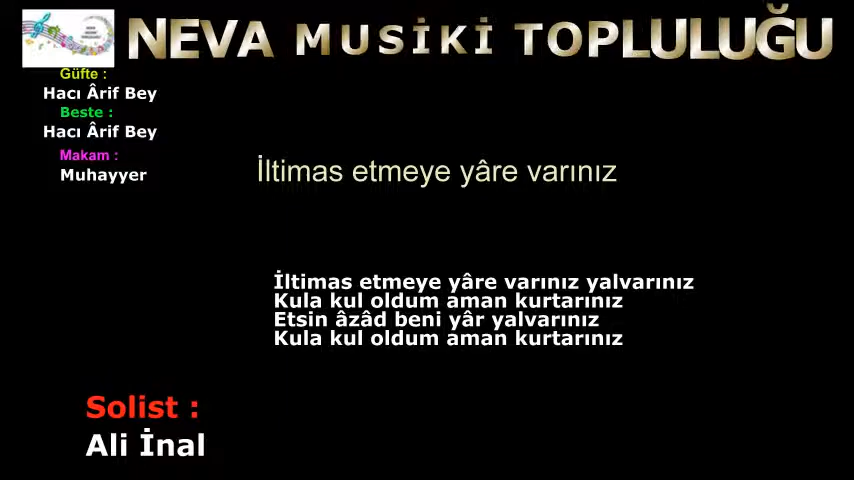 NEVA MUSİKİ TOPLULUĞU
Güfte :
Hacı Ârif Bey
Beste :
Hacı Ârif Bey
Makam :
Muhayyer
İltimas etmeye yâre varınız
İltimas etmeye yâre varınız yalvarınız
Kula kul oldum aman kurtarınız
Etsin âzâd beni yâr yalvarınız
Kula kul oldum aman kurtarınız
Solist :
Ali İnal